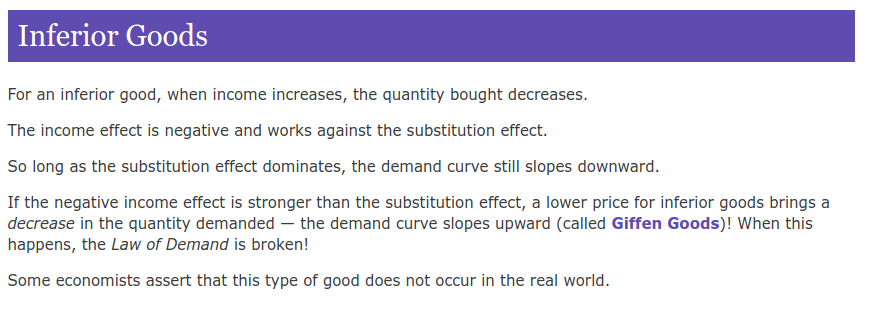 Inferior Goods
For an inferior good, when income increases, the quantity bought decreases.
The income effect is negative and works against the substitution effect.
So long as the substitution effect dominates, the demand curve still slopes downward.
If the negative income effect is stronger than the substitution effect, a lower price for inferior goods brings a
decrease in the quantity demanded — the demand curve slopes upward (called Giffen Goods)! When this
happens, the Law of Demand is broken!
Some economists assert that this type of good does not occur in the real world.